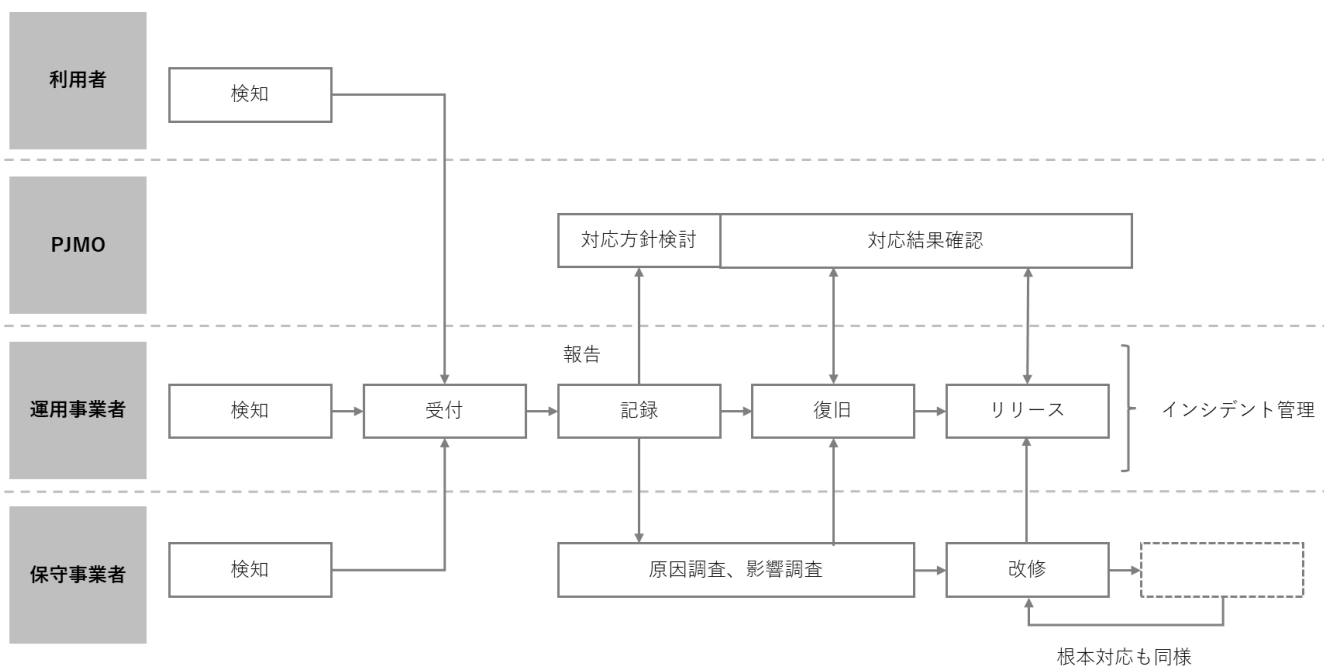 利用者
検知
PJMO
対応方針検討
対応結果確認
報告
運用事業者
検知
受付
記録
復旧
リリース
インシデント管理
保守事業者
検知
原因調査、影響調査
改修
根本対応も同様